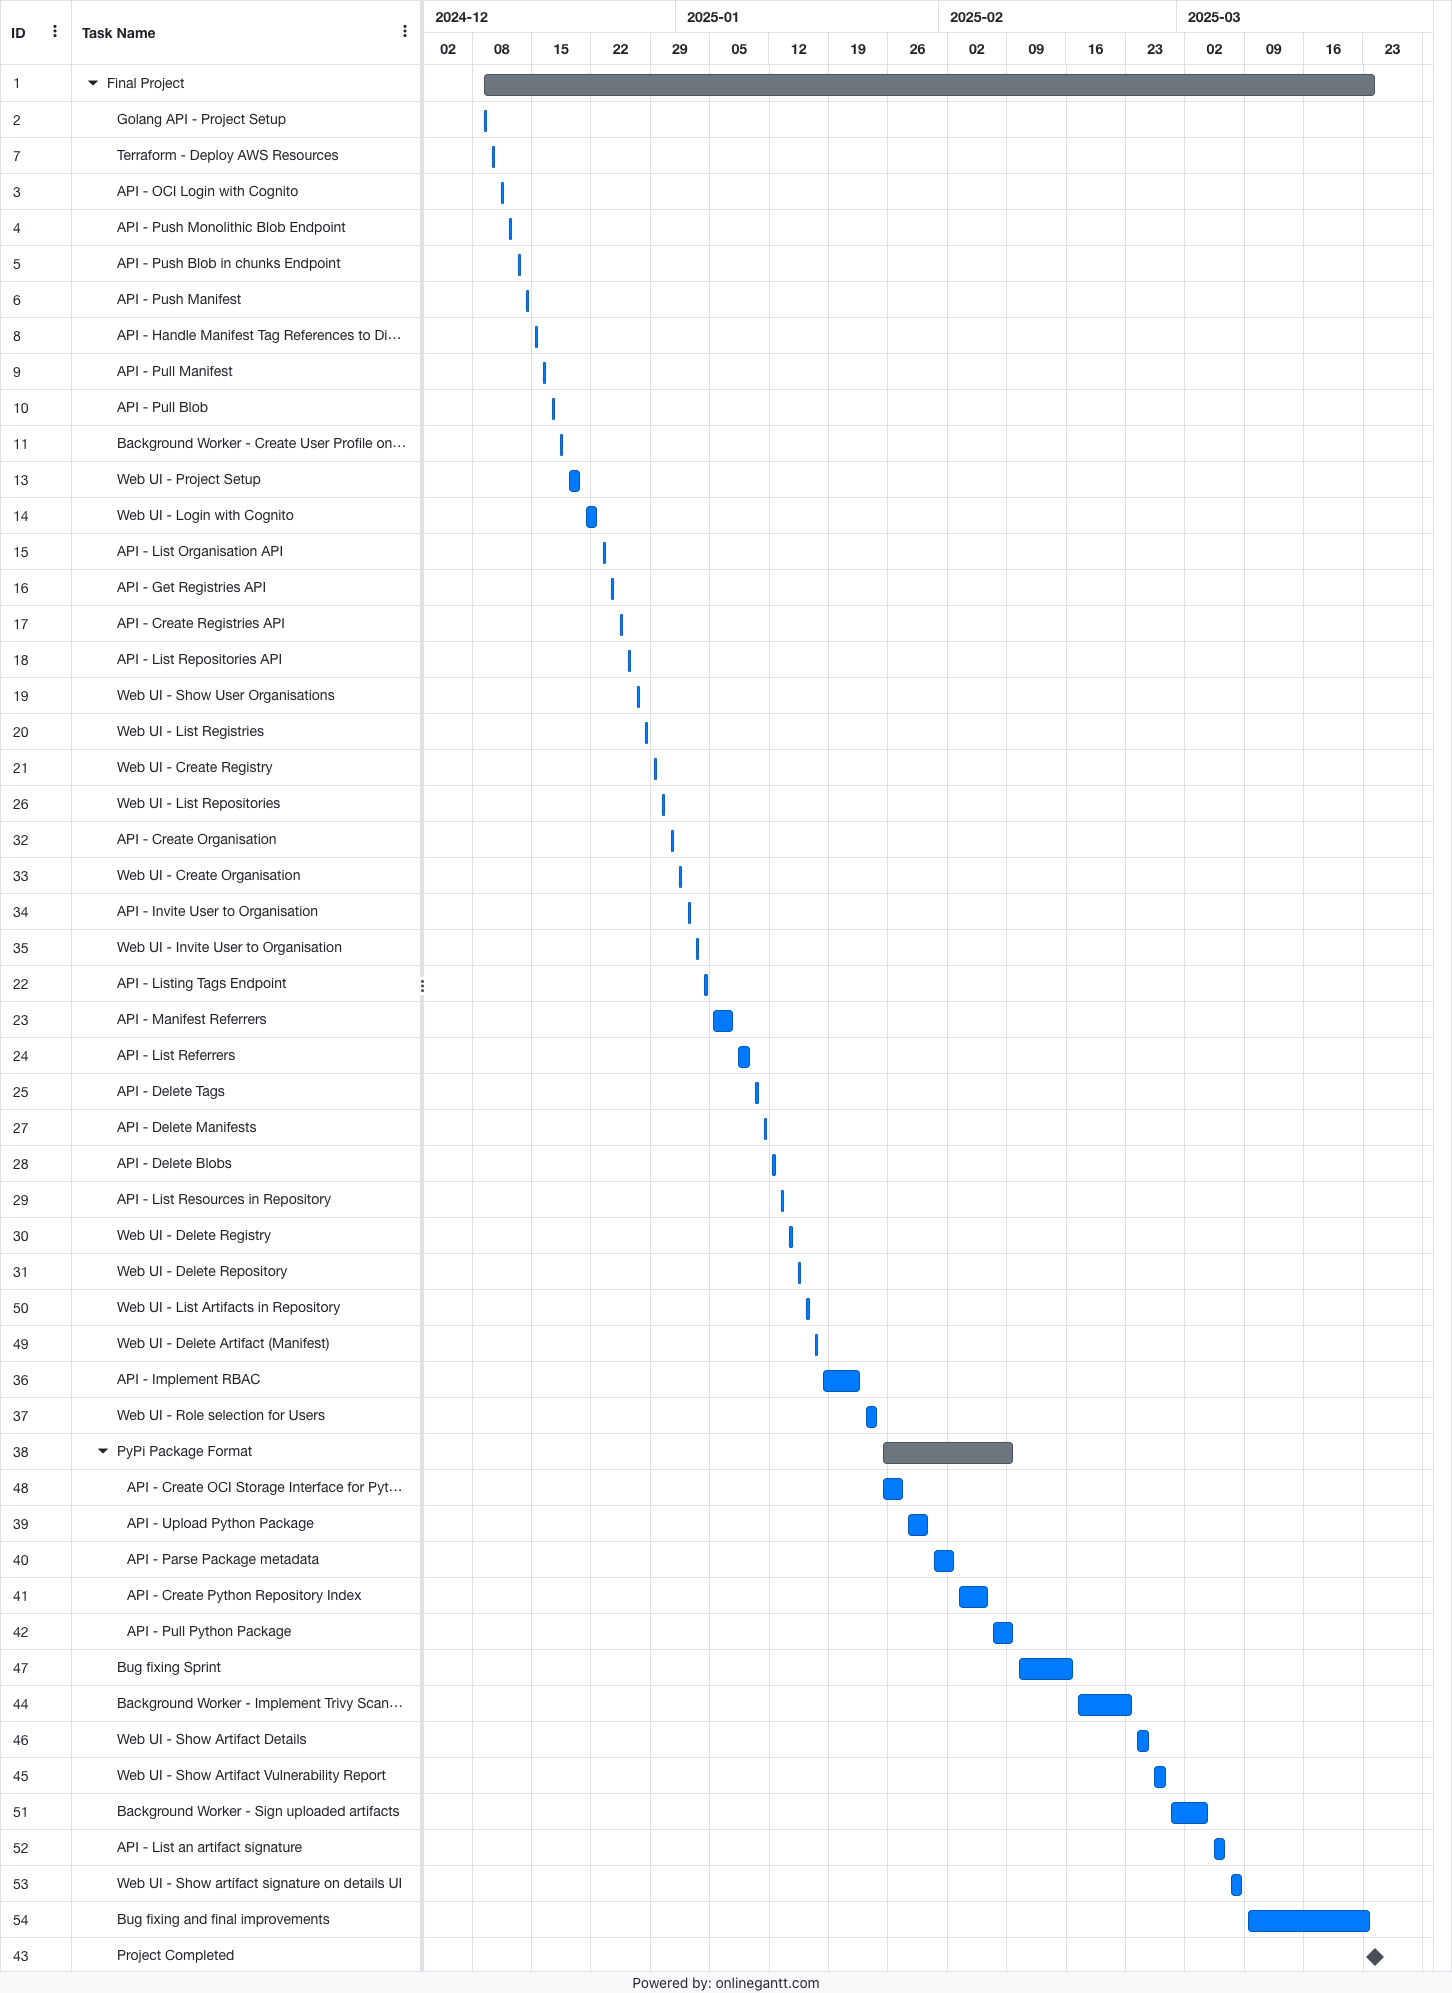 ID Task Name 2024-12 2025-01 2025-02 2025-03
02 08 15 22 29 05 12 19 26 02 09 16 23 02 09 16 23
1 Final Project
2 Golang API - Project Setup
7 Terraform - Deploy AWS Resources
3 API - OCI Login with Cognito
4 API - Push Monolithic Blob Endpoint
5 API - Push Blob in chunks Endpoint
6 API - Push Manifest
8 API - Handle Manifest Tag References to Di...
9 API - Pull Manifest
10 API - Pull Blob
11 Background Worker - Create User Profile on...
13 Web UI - Project Setup
14 Web UI - Login with Cognito
15 API - List Organisation API
16 API - Get Registries API
17 API - Create Registries API
18 API - List Repositories API
19 Web UI - Show User Organisations
20 Web UI - List Registries
21 Web UI - Create Registry
26 Web UI - List Repositories
32 API - Create Organisation
33 Web UI - Create Organisation
34 API - Invite User to Organisation
35 Web UI - Invite User to Organisation
22 API - Listing Tags Endpoint
23 API - Manifest Referrers
24 API - List Referrers
25 API - Delete Tags
27 API - Delete Manifests
28 API - Delete Blobs
29 API - List Resources in Repository
30 Web UI - Delete Registry
31 Web UI - Delete Repository
50 Web UI - List Artifacts in Repository
49 Web UI - Delete Artifact (Manifest)
36 API - Implement RBAC
37 Web UI - Role selection for Users
38 PyPi Package Format
48 API - Create OCI Storage Interface for Pyt...
39 API - Upload Python Package
40 API - Parse Package metadata
41 API - Create Python Repository Index
42 API - Pull Python Package
47 Bug fixing Sprint
44 Background Worker - Implement Trivy Scan...
46 Web UI - Show Artifact Details
45 Web UI - Show Artifact Vulnerability Report
51 Background Worker - Sign uploaded artifacts
52 API - List an artifact signature
53 Web UI - Show artifact signature on details UI
54 Bug fixing and final improvements
43 Project Completed
Powered by: onlinegantt.com